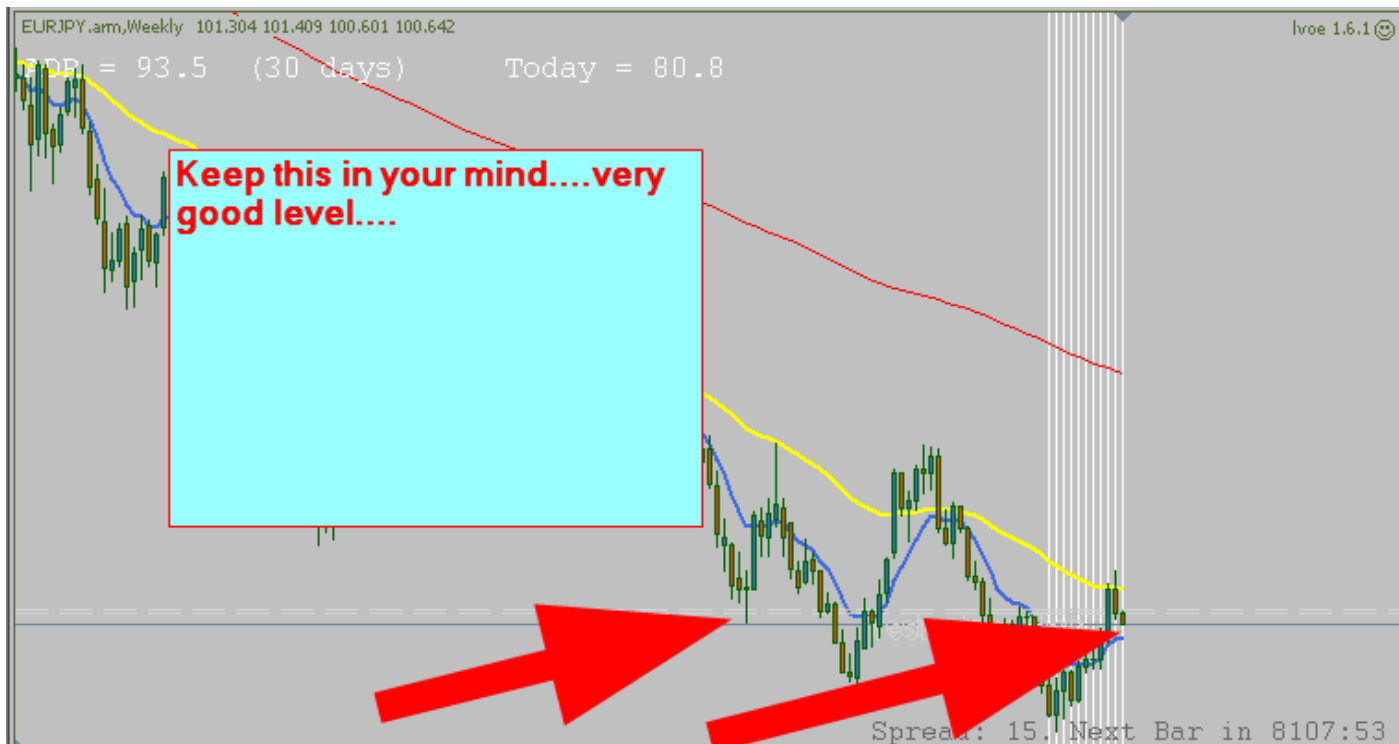 EURJPY.arm,Weekly 101.304 101.409 100.601 100.642
lvoe 1.6.1
ADR = 93.5 (30 days) Today = 80.8
Keep this in your mind....very
good level....
Spread: 15. Next Bar in 8107:53